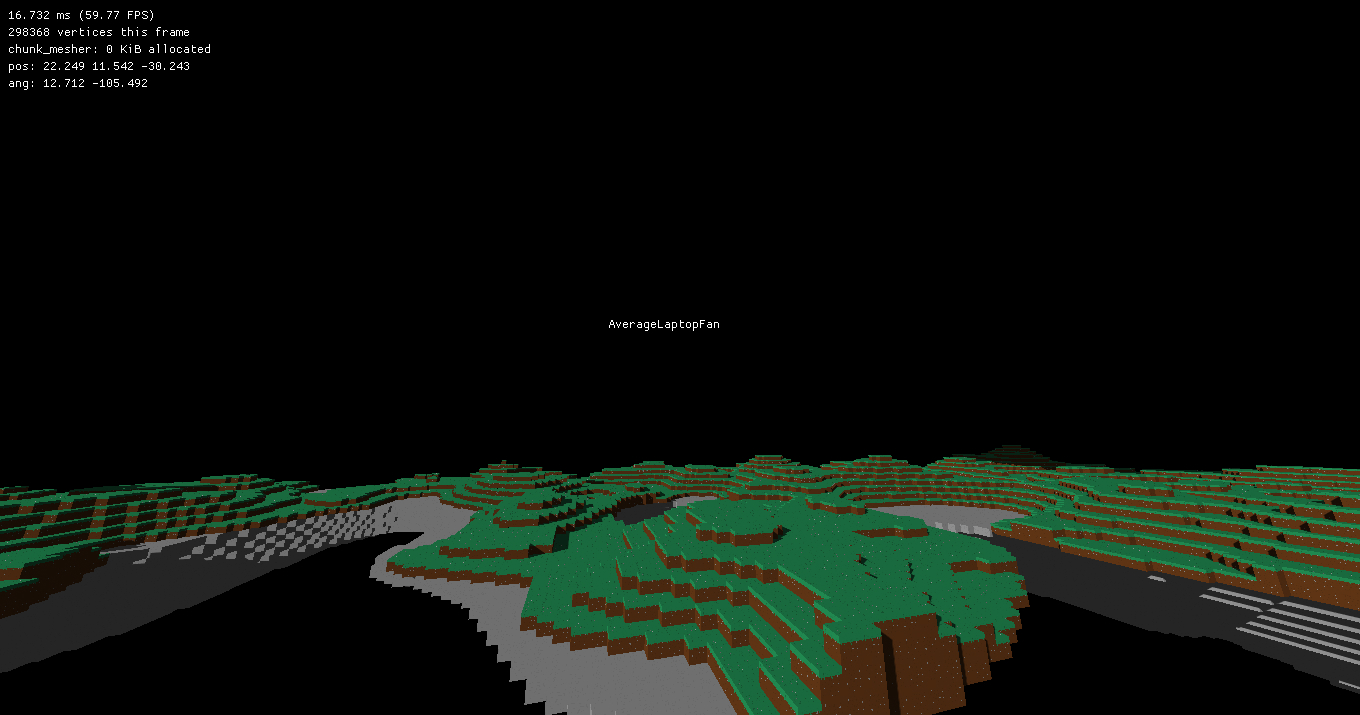 16.732 ms (59.77 FPS)
298368 vertices this frame
chunk_mesher: 0 KiB allocated
pos: 22.249 11.542 -30.243
ang: 12.712 -105.492
AverageLaptopFan